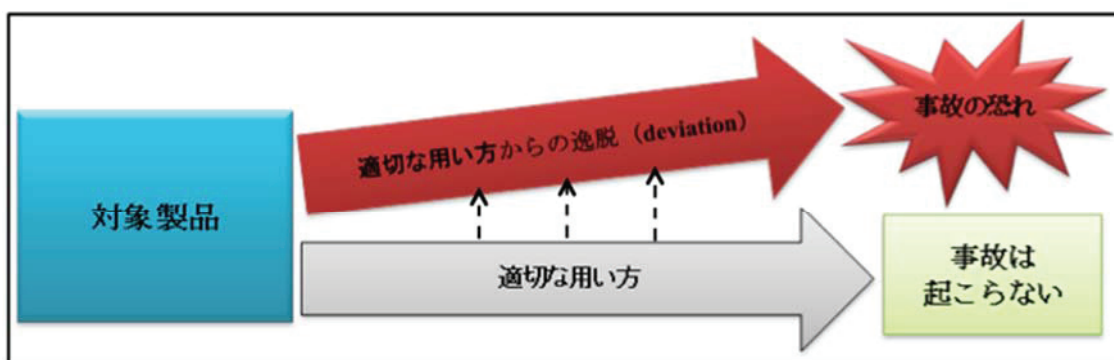 対象製品
適切な用い方からの逸脱（deviation）
事故の恐れ
適切な用い方
事故は
起こらない